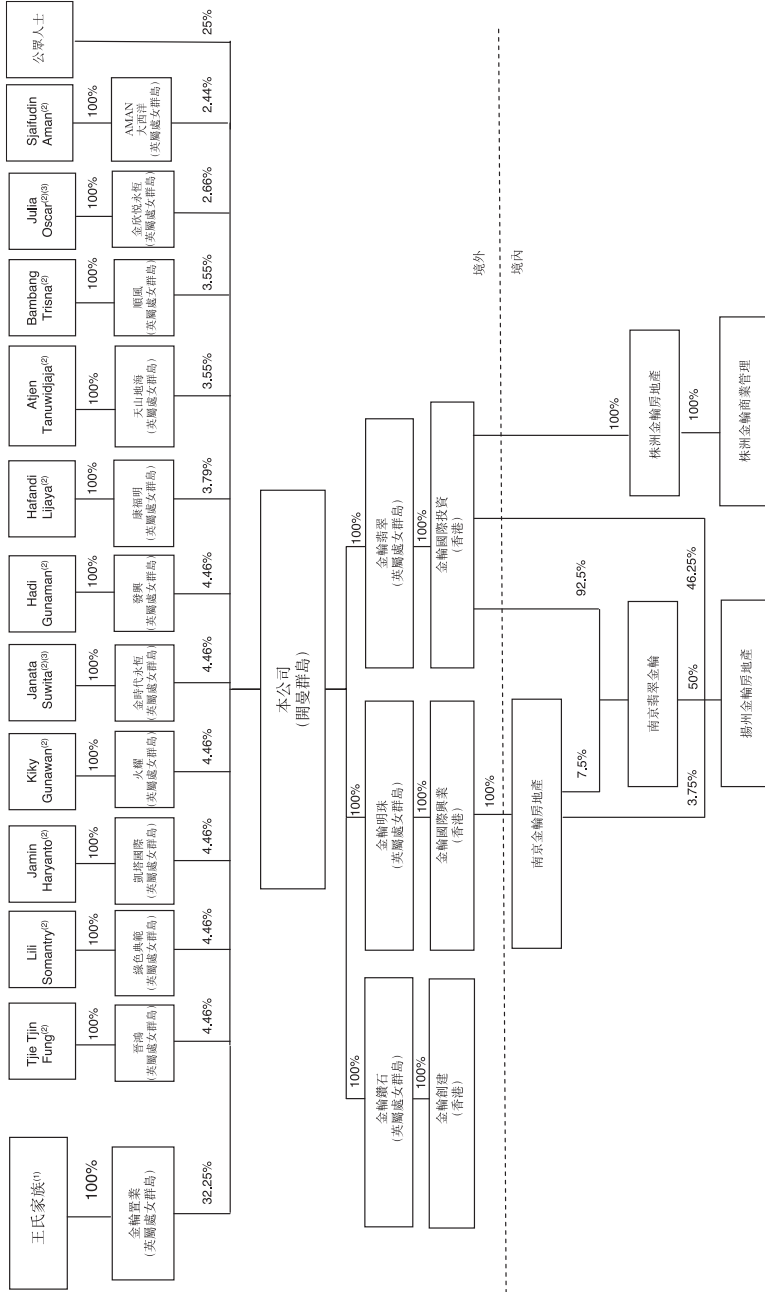 王氏家族(1)
Tjie Tjin
Fung(2)
Lili
Somantry(2)
Jamin
Haryanto(2)
Kiky
Gunawan(2)
Janata
Suwita(2)(3)
Hadi
Gunaman(2)
Hafandi
Lijaya(2)
Atjen
Tanuwidjaja(2)
Bambang
Trisna(2)
Julia
Oscar(2)(3)
Sjaifudin
Aman(2)
公眾人士
100%
100%
100%
100%
100%
100%
100%
100%
100%
100%
100%
100%
金輪置業
(英屬處女群島)
晉鴻
(英屬處女群島)
綠色典範
(英屬處女群島)
凱塔國際
(英屬處女群島)
火耀
(英屬處女群島)
金時代永恆
(英屬處女群島)
發興
(英屬處女群島)
康福明
(英屬處女群島)
天山地海
(英屬處女群島)
順風
(英屬處女群島)
金欣悅永恆
(英屬處女群島)
AMAN
大西洋
(英屬處女群島)
32.25%
4.46%
4.46%
4.46%
4.46%
4.46%
4.46%
3.79%
3.55%
3.55%
2.66%
2.44%
25%
本公司
(開曼群島)
100%
100%
100%
金輪鑽石
(英屬處女群島)
金輪明珠
(英屬處女群島)
金輪翡翠
(英屬處女群島)
100%
100%
100%
金輪創建
(香港)
金輪國際興業
(香港)
金輪國際投資
(香港)
境外
境內
100%
南京金輪房地產
7.5%
92.5%
100%
南京翡翠金輪
株洲金輪房地產
3.75%
50%
46.25%
100%
揚州金輪房地產
株洲金輪商業管理